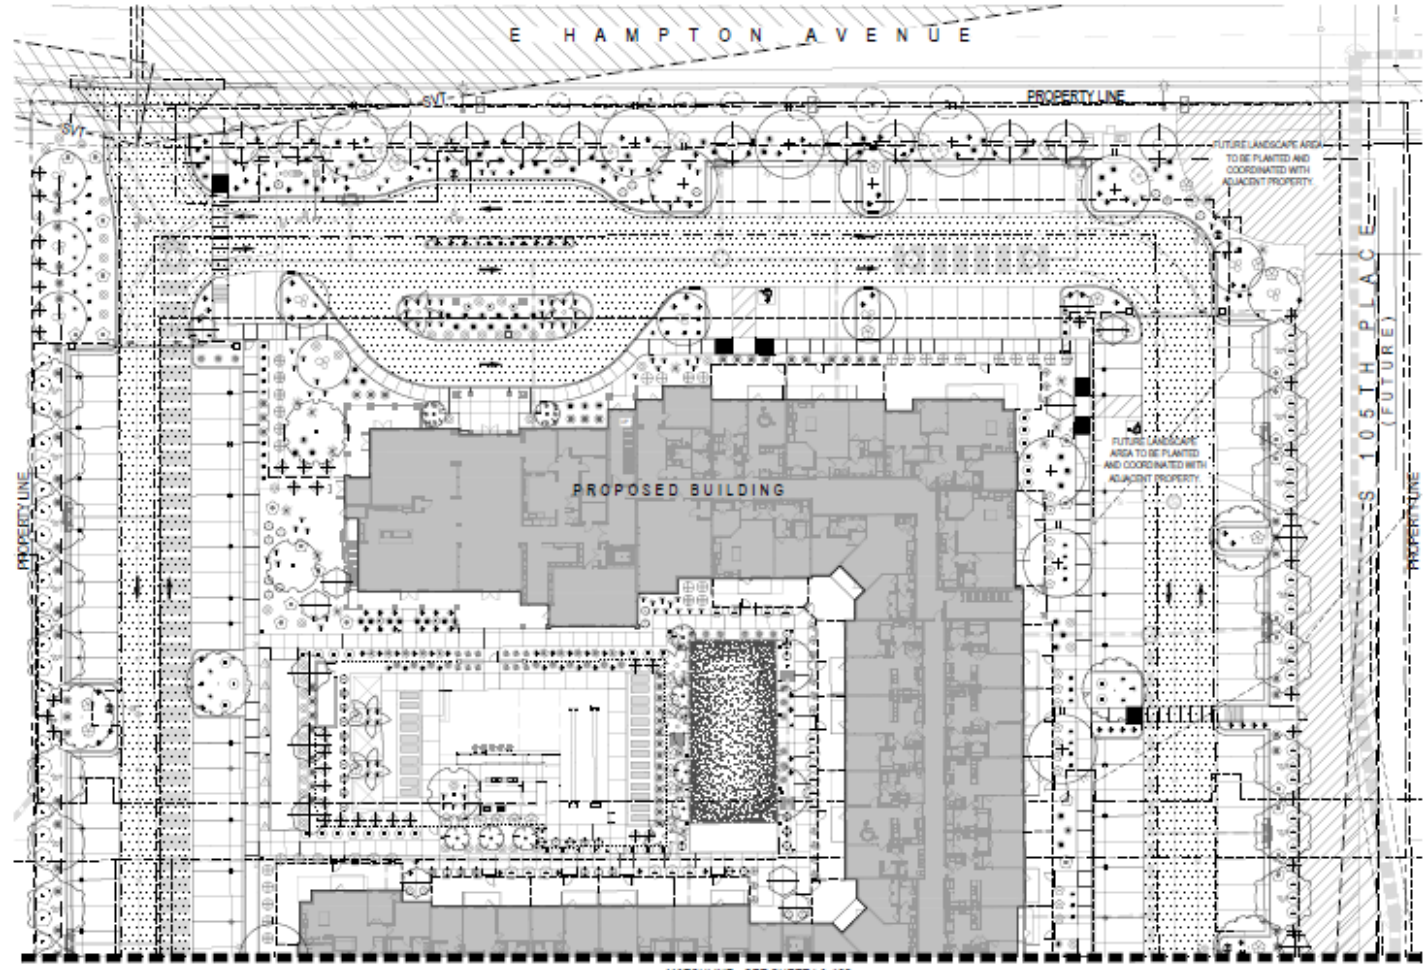 E HAMPTON AVENUE
SVT
PROPERTY LINE
SVT
FUTURE LANDSCAPE AREA
TO BE PLANTED AND
COORDINATED WITH
ADJACENT PROPERTY.
S 105TH PLACE
(FUTURE)
FUTURE LANDSCAPE
AREA TO BE PLANTED
AND COORDINATED WITH
ADJACENT PROPERTY.
PROPERTY LINE
PROPOSED BUILDING
PROPERTY LINE